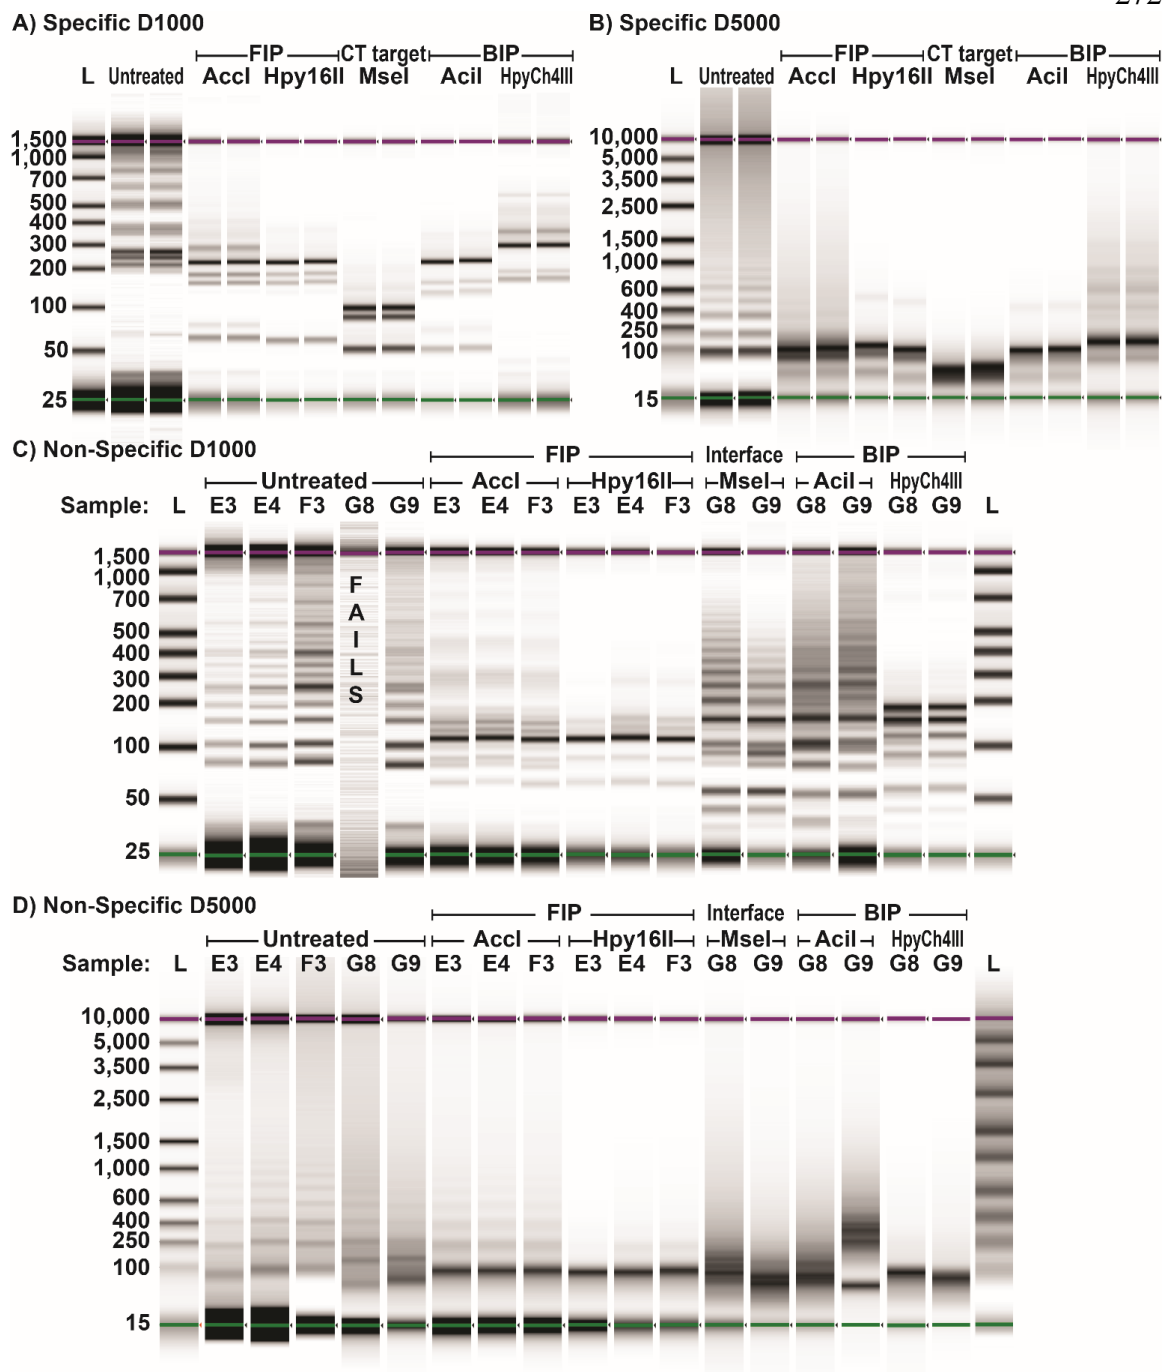 272
A) Specific D1000
B) Specific D5000
FIP CT target BIP
L Untreated AccI Hpy16II MseI AciI HpyCh4III
1,500
1,000
700
500
400
300
200
100
50
25
FIP CT target BIP
L Untreated AccI Hpy16II MseI AciI HpyCh4III
10,000
5,000
3,500
2,500
1,500
1,000
600
400
250
100
15
C) Non-Specific D1000
FIP Interface BIP
Untreated AccI Hpy16II MseI AciI HpyCh4III
Sample: L E3 E4 F3 G8 G9 E3 E4 F3 E3 E4 F3 G8 G9 G8 G9 G8 G9 L
1,500
1,000
700
500
400
300
200
100
50
25
F
A
I
L
S
D) Non-Specific D5000
FIP Interface BIP
Untreated AccI Hpy16II MseI AciI HpyCh4III
Sample: L E3 E4 F3 G8 G9 E3 E4 F3 E3 E4 F3 G8 G9 G8 G9 G8 G9 L
10,000
5,000
3,500
2,500
1,500
1,000
600
400
250
100
15